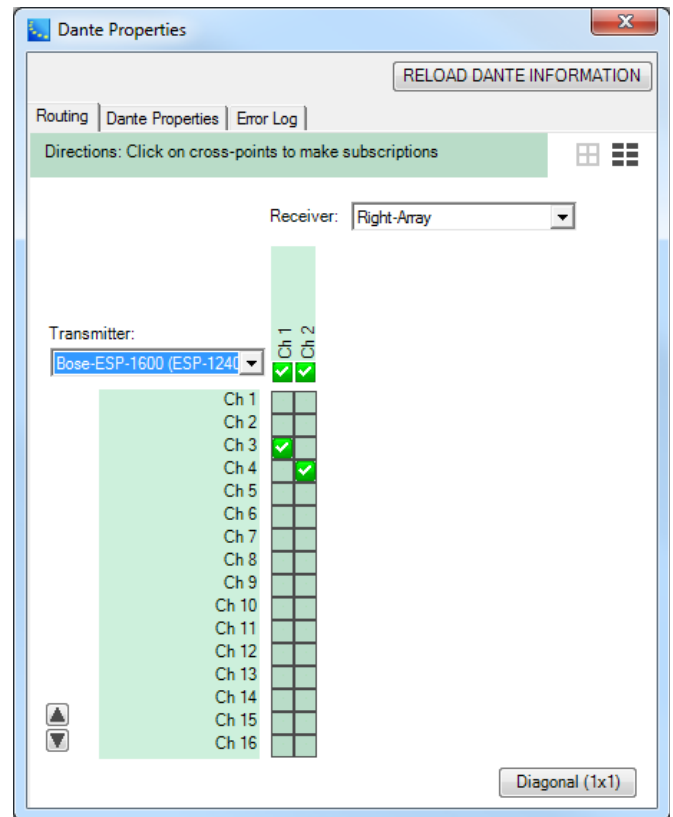 Dante Properties
RELOAD DANTE INFORMATION
Routing Dante Properties Error Log
Directions: Click on cross-points to make subscriptions
Receiver: Right-Array
Transmitter:
Bose-ESP-1600 (ESP-1240
Ch 1 Ch 2
Ch 1
Ch 2
Ch 3
Ch 4
Ch 5
Ch 6
Ch 7
Ch 8
Ch 9
Ch 10
Ch 11
Ch 12
Ch 13
Ch 14
Ch 15
Ch 16
Diagonal (1x1)